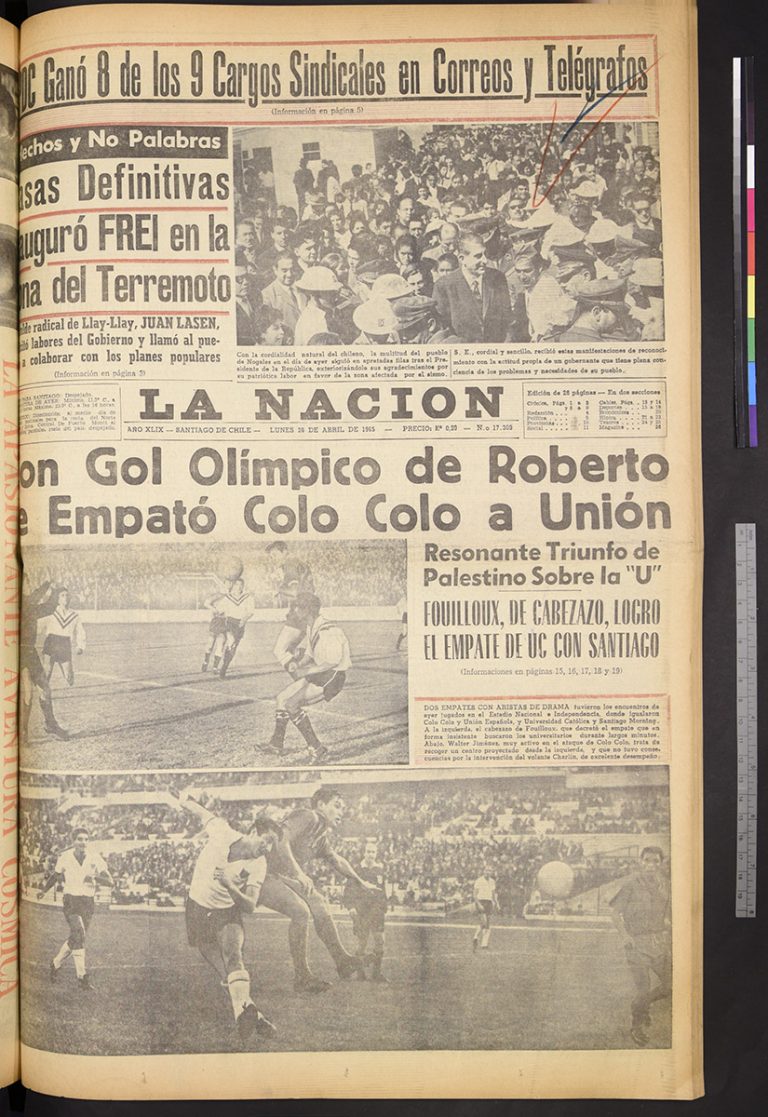 DC Ganó 8 de los 9 Cargos Sindicales en Correos y Telégrafos
(Información en página 5)
echos y No Palabras
asas Definitivas
auguró FREI en la
na del Terremoto
lde radical de Llay-Llay, JUAN LASEN,
labores del Gobierno y llamó al pue-
a colaborar con los planes populares
(Información en página 3)
Con la cordialidad natural del chileno, la multitud del pueblo
de Nogales en el día de ayer siguió en apretadas filas tras el Pre-
sidente de la República, exteriorizándole sus agradecimientos por
su patriótica labor en favor de la zona afectada por el sismo.
S. E., cordial y sencillo, recibió estas manifestaciones de reconoci-
miento con la actitud propia de un gobernante que tiene plena con-
ciencia de los problemas y necesidades de su pueblo.
LA NACION
AÑO XLIX — SANTIAGO DE CHILE — LUNES 26 DE ABRIL DE 1965 — PRECIO: Eº 0,20 — N.o 17.309
Edición de 28 páginas — En dos secciones
on Gol Olímpico de Roberto
e Empató Colo Colo a Unión
Resonante Triunfo de
Palestino Sobre la "U"
FOUILLOUX, DE CABEZAZO, LOGRO
EL EMPATE DE UC CON SANTIAGO
(Informaciones en páginas 15, 16, 17, 18 y 19)
DOS EMPATES CON ARISTAS DE DRAMA tuvieron los encuentros de
ayer jugados en el Estadio Nacional e Independencia, donde igualaron
Colo Colo y Unión Española, y Universidad Católica y Santiago Morning.
A la izquierda, el cabezazo de Fouilloux, que decretó el empate que en
forma insistente buscaron los universitarios durante largos minutos.
Abajo, Walter Jiménez, muy activo en el ataque de Colo Colo, trata de
recoger un centro proyectado desde la izquierda, y que no tuvo conse-
cuencias por la intervención del volante Charlín, de excelente desempeño.
LA APASIONANTE AVENTURA COSMICA